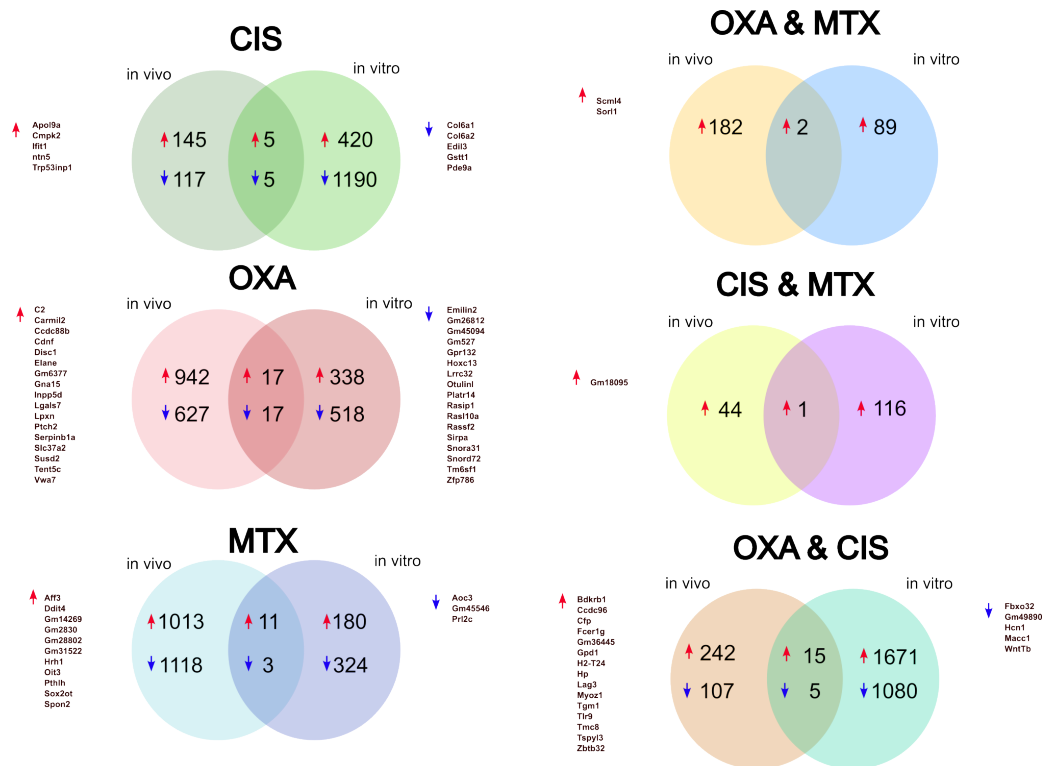 CIS
in vivo
in vitro
Apol9a
Cmpk2
Ifit1
ntn5
Trp53inp1
145
5
420
117
5
1190
Col6a1
Col6a2
Edil3
Gstt1
Pde9a
OXA
in vivo
in vitro
C2
Carmil2
Ccdc88b
Cdnf
Disc1
Elane
Gm6377
Gna15
Inpp5d
Lgals7
Lpxn
Ptch2
Serpinb1a
Slc37a2
Susd2
Tent5c
Vwa7
942
17
338
627
17
518
Emilin2
Gm26812
Gm45094
Gm527
Gpr132
Hoxc13
Lrrc32
Otulinl
Platr14
Rasip1
Rasl10a
Rassf2
Sirpa
Snora31
Snord72
Tm6sf1
Zfp786
MTX
in vivo
in vitro
Aff3
Ddit4
Gm14269
Gm2830
Gm28802
Gm31522
Hrh1
Oit3
Pthlh
Sox2ot
Spon2
1013
11
180
1118
3
324
Aoc3
Gm45546
Prl2c
OXA & MTX
in vivo
in vitro
Scml4
Sorl1
182
2
89
CIS & MTX
in vivo
in vitro
Gm18095
44
1
116
OXA & CIS
in vivo
in vitro
Bdkrb1
Ccdc96
Cfp
Fcer1g
Gm36445
Gpd1
H2-T24
Hp
Lag3
Myoz1
Tgm1
Tlr9
Tmc8
Tspyl3
Zbtb32
242
15
1671
107
5
1080
Fbxo32
Gm49890
Hcn1
Macc1
WntTb